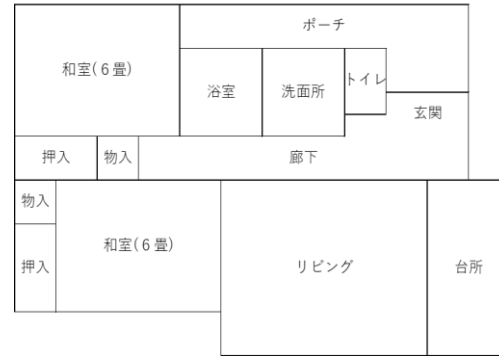 ポーチ
和室(６畳)
浴室
洗面所
トイレ
玄関
押入
物入
廊下
物入
和室(６畳)
リビング
台所
押入